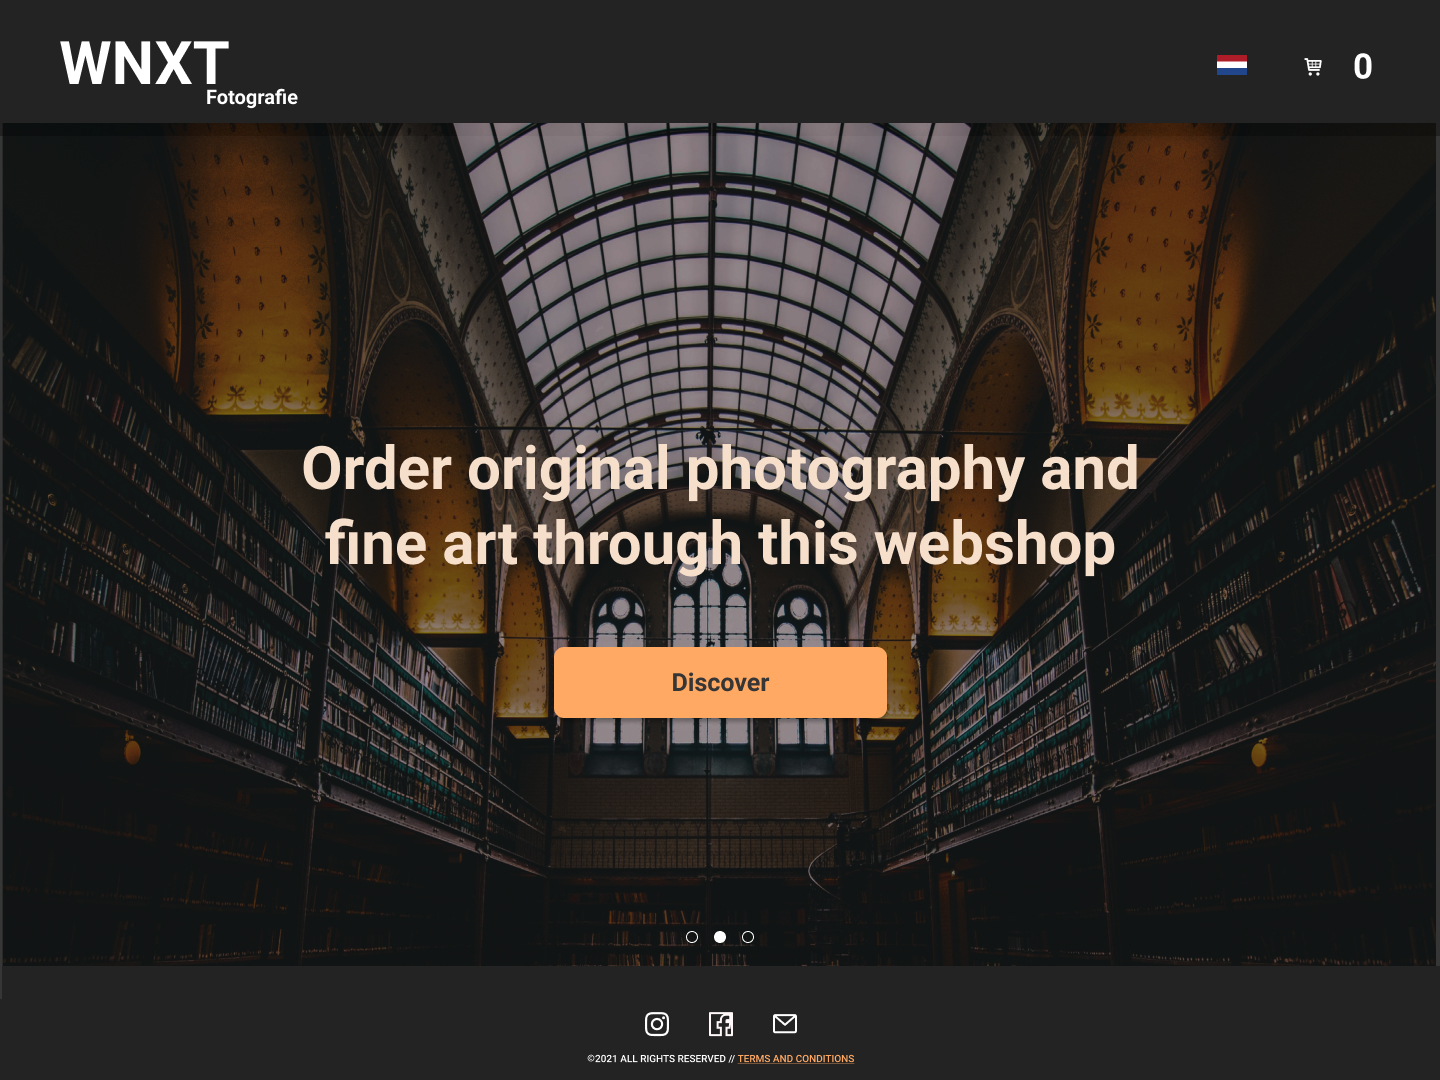 WNXT
Fotografie
0
Order original photography and
fine art through this webshop
Discover
©2021 ALL RIGHTS RESERVED // TERMS AND CONDITIONS